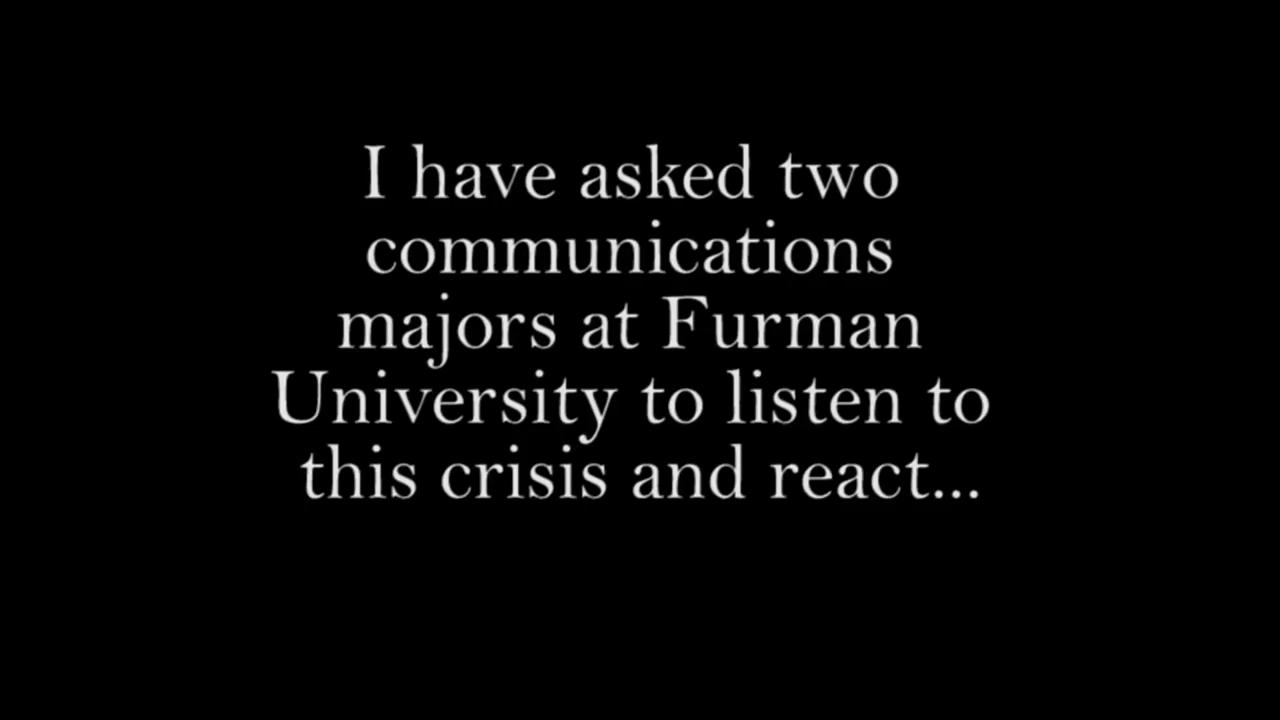 I have asked two
communications
majors at Furman
University to listen to
this crisis and react...